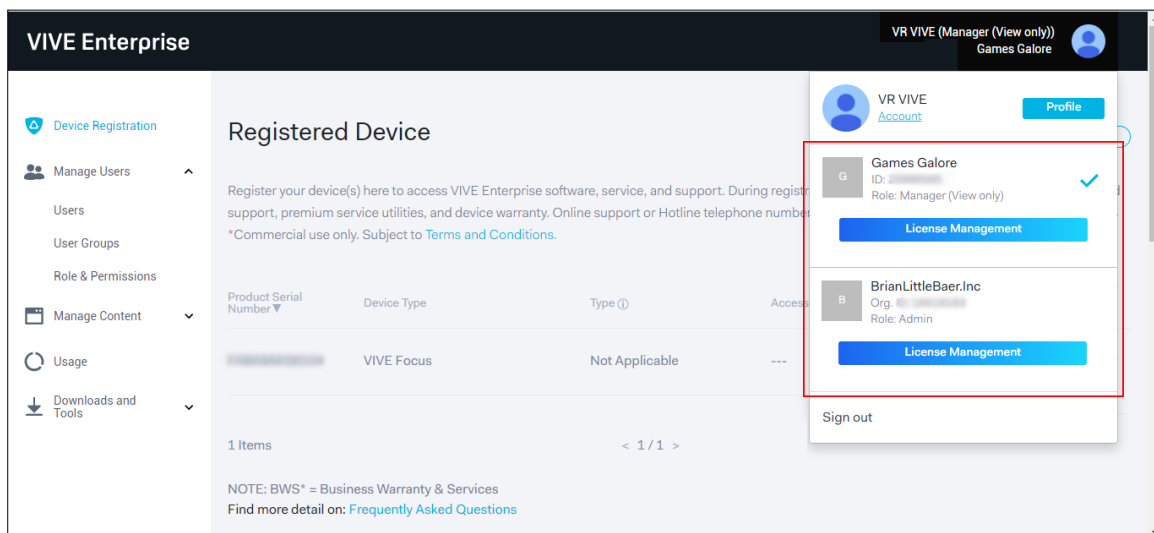 VIVE Enterprise
VR VIVE (Manager (View only))
Games Galore
Device Registration
Manage Users
Users
User Groups
Role & Permissions
Manage Content
Usage
Downloads and
Tools
Registered Device
Register your device(s) here to access VIVE Enterprise software, service, and support. During regist
support, premium service utilities, and device warranty. Online support or Hotline telephone number
*Commercial use only. Subject to Terms and Conditions.
Product Serial
Number▼
Device Type
Type
Access
VIVE Focus
Not Applicable
---
1 Items
< 1 / 1 >
NOTE: BWS* = Business Warranty & Services
Find more detail on: Frequently Asked Questions
VR VIVE
Account
Profile
G
Games Galore
ID:
Role: Manager (View only)
License Management
B
BrianLittleBaer.Inc
Org.
Role: Admin
License Management
Sign out